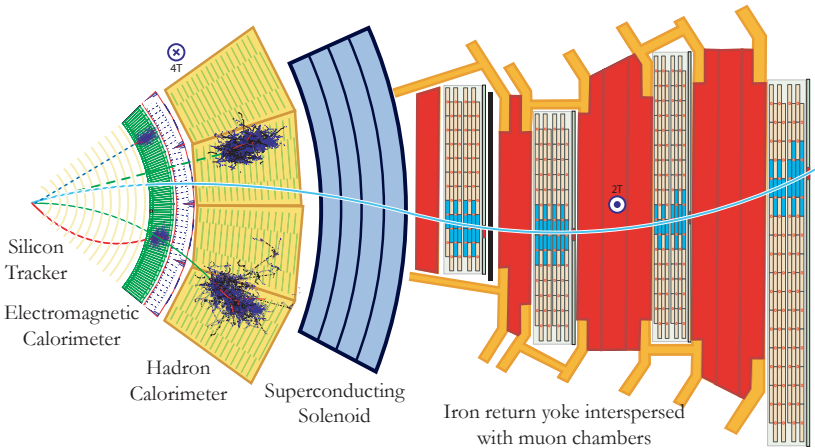 4T
2T
Silicon
Tracker
Electromagnetic
Calorimeter
Hadron
Calorimeter
Superconducting
Solenoid
Iron return yoke interspersed
with muon chambers